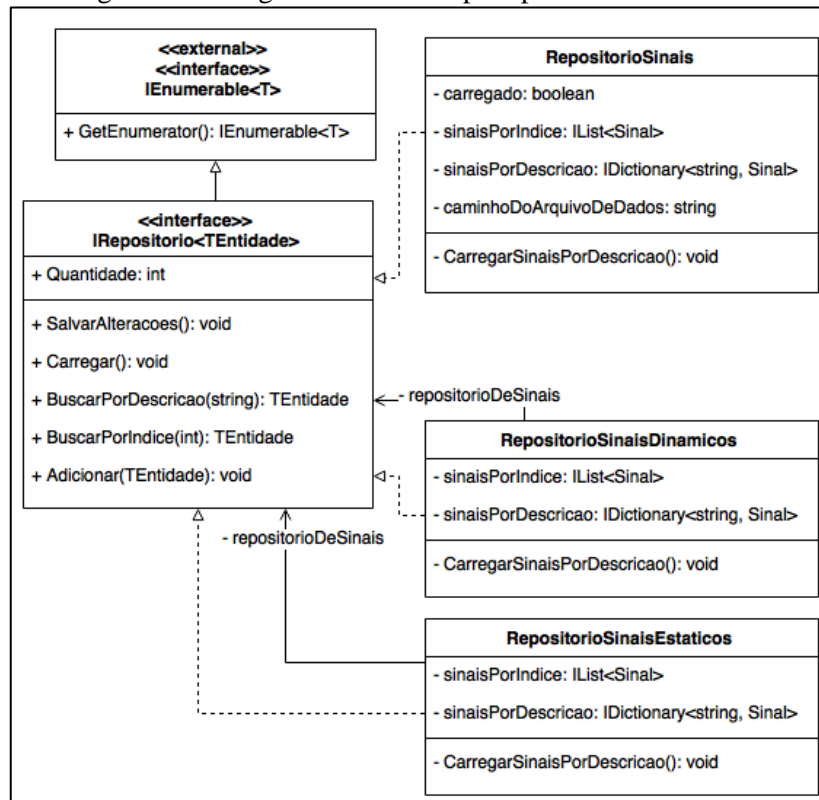 <<external>>
<<interface>>
IEnumerable<T>
+ GetEnumerator(): IEnumerable<T>
<<interface>>
IRepositorio<TEntidade>
+ Quantidade: int
+ SalvarAlteracoes(): void
+ Carregar(): void
+ BuscarPorDescricao(string): TEntidade
+ BuscarPorIndice(int): TEntidade
+ Adicionar(TEntidade): void
RepositorioSinais
- carregado: boolean
- sinaisPorIndice: IList<Sinal>
- sinaisPorDescricao: IDictionary<string, Sinal>
- caminhoDoArquivoDeDados: string
- CarregarSinaisPorDescricao(): void
- repositorioDeSinais
RepositorioSinaisDinamicos
- sinaisPorIndice: IList<Sinal>
- sinaisPorDescricao: IDictionary<string, Sinal>
- CarregarSinaisPorDescricao(): void
- repositorioDeSinais
RepositorioSinaisEstaticos
- sinaisPorIndice: IList<Sinal>
- sinaisPorDescricao: IDictionary<string, Sinal>
- CarregarSinaisPorDescricao(): void